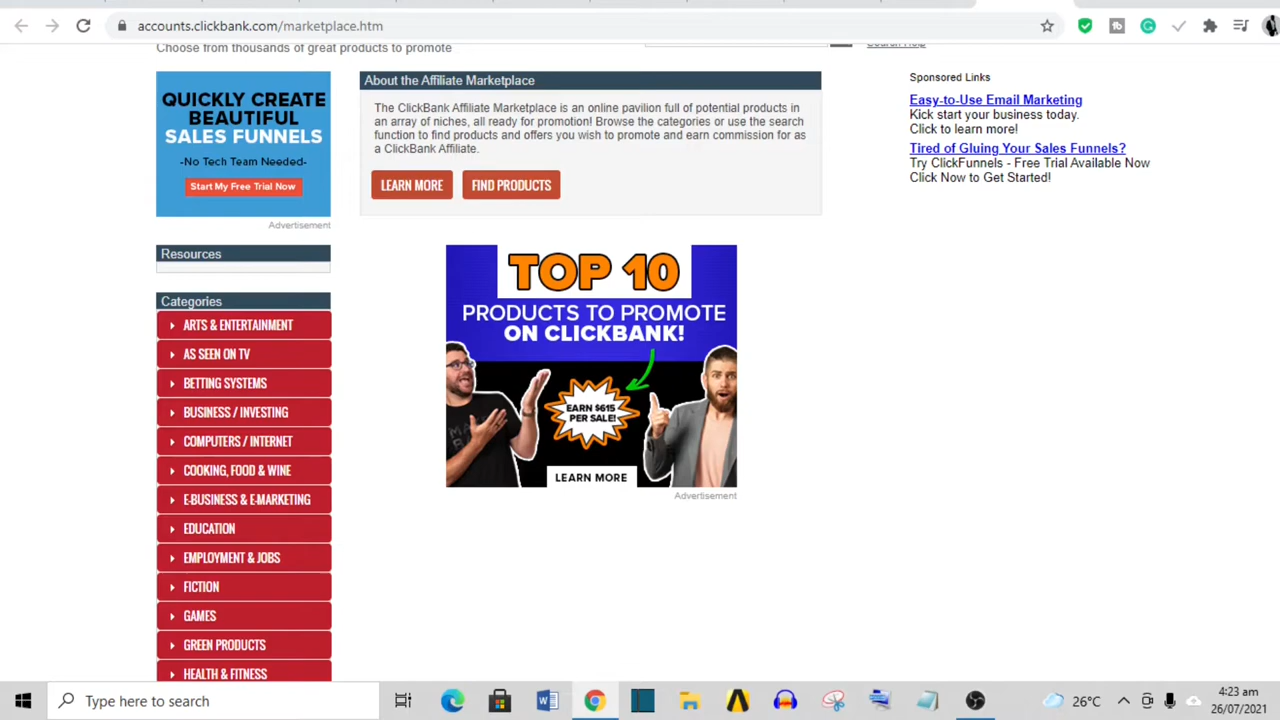 accounts.clickbank.com/marketplace.htm
Choose from thousands of great products to promote
Search Help
QUICKLY CREATE
BEAUTIFUL
SALES FUNNELS
-No Tech Team Needed-
Start My Free Trial Now
Advertisement
About the Affiliate Marketplace
The ClickBank Affiliate Marketplace is an online pavilion full of potential products in
an array of niches, all ready for promotion! Browse the categories or use the search
function to find products and offers you wish to promote and earn commission for as
a ClickBank Affiliate.
LEARN MORE
FIND PRODUCTS
Sponsored Links
Easy-to-Use Email Marketing
Kick start your business today.
Click to learn more!
Tired of Gluing Your Sales Funnels?
Try ClickFunnels - Free Trial Available Now
Click Now to Get Started!
Resources
Categories
ARTS & ENTERTAINMENT
AS SEEN ON TV
BETTING SYSTEMS
BUSINESS / INVESTING
COMPUTERS / INTERNET
COOKING, FOOD & WINE
E-BUSINESS & E-MARKETING
EDUCATION
EMPLOYMENT & JOBS
FICTION
GAMES
GREEN PRODUCTS
HEALTH & FITNESS
TOP 10
PRODUCTS TO PROMOTE
ON CLICKBANK!
EARN $615
PER SALE!
LEARN MORE
Advertisement
Type here to search
26°C
4:23 am
26/07/2021